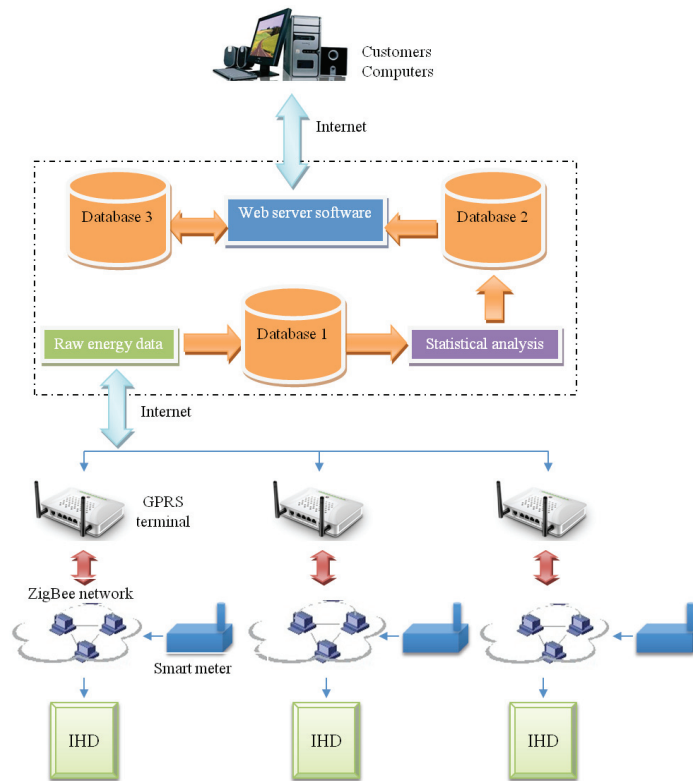 Customers
Computers
Internet
Database 3
Web server software
Database 2
Database 1
Raw energy data
Statistical analysis
Internet
GPRS
terminal
ZigBee network
Smart meter
IHD
IHD
IHD